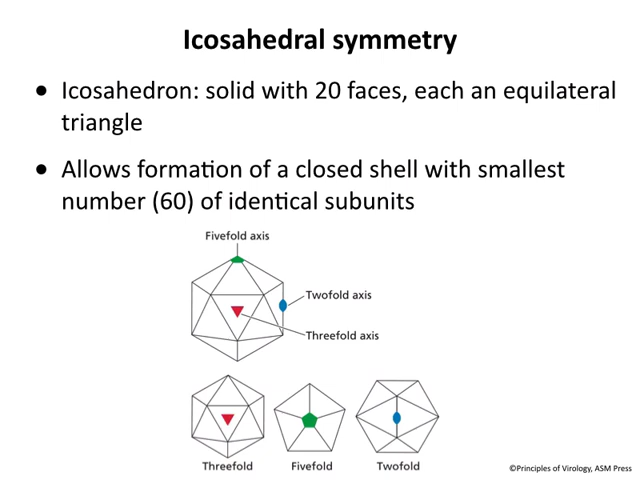 Icosahedral symmetry
• Icosahedron: solid with 20 faces, each an equilateral
triangle
• Allows formation of a closed shell with smallest
number (60) of identical subunits
Fivefold axis
Twofold axis
Threefold axis
Threefold
Fivefold
Twofold
©Principles of Virology, ASM Press